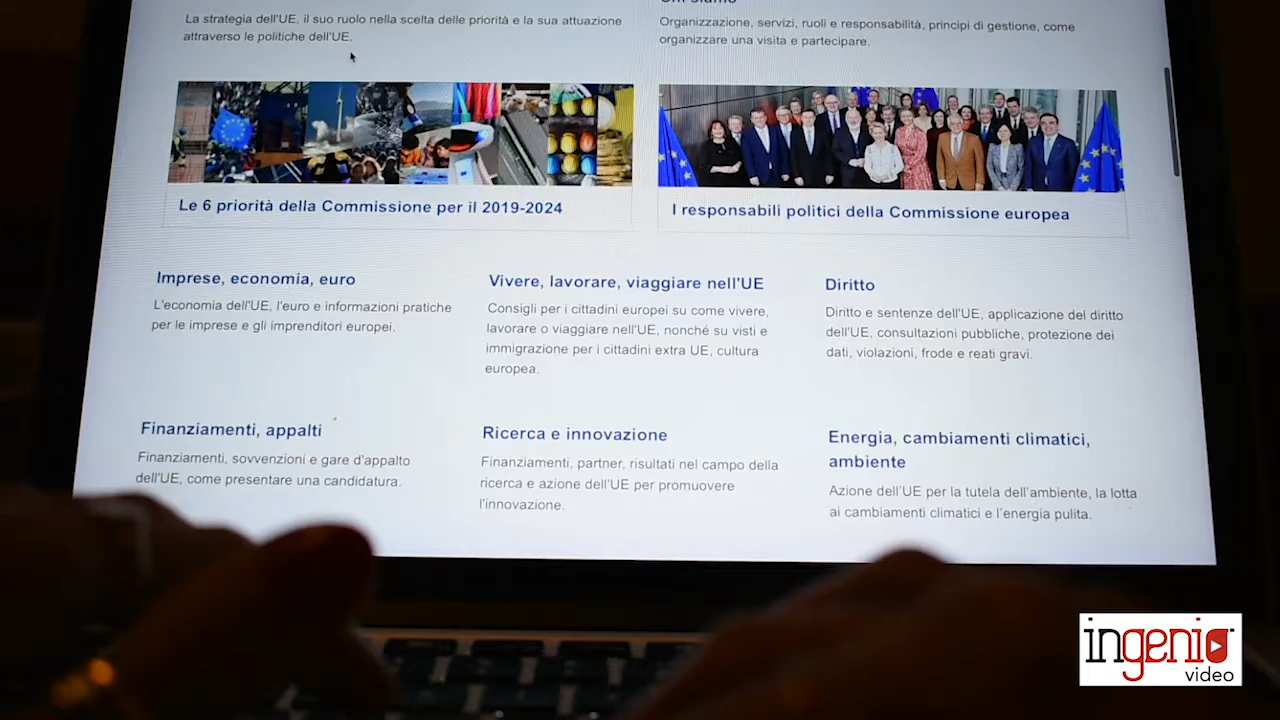 La strategia dell'UE, il suo ruolo nella scelta delle priorità e la sua attuazione
attraverso le politiche dell'UE.
Chi siamo
Organizzazione, servizi, ruoli e responsabilità, principi di gestione, come
organizzare una visita e partecipare.
Le 6 priorità della Commissione per il 2019-2024
I responsabili politici della Commissione europea
Imprese, economia, euro
L'economia dell'UE, l'euro e informazioni pratiche
per le imprese e gli imprenditori europei.
Vivere, lavorare, viaggiare nell'UE
Consigli per i cittadini europei su come vivere,
lavorare o viaggiare nell'UE, nonché su visti e
immigrazione per i cittadini extra UE, cultura
europea.
Diritto
Diritto e sentenze dell'UE, applicazione del diritto
dell'UE, consultazioni pubbliche, protezione dei
dati, violazioni, frode e reati gravi.
Finanziamenti, appalti
Finanziamenti, sovvenzioni e gare d'appalto
dell'UE, come presentare una candidatura.
Ricerca e innovazione
Finanziamenti, partner, risultati nel campo della
ricerca e azione dell'UE per promuovere
l'innovazione.
Energia, cambiamenti climatici,
ambiente
Azione dell'UE per la tutela dell'ambiente, la lotta
ai cambiamenti climatici e l'energia pulita.
ingenio
video